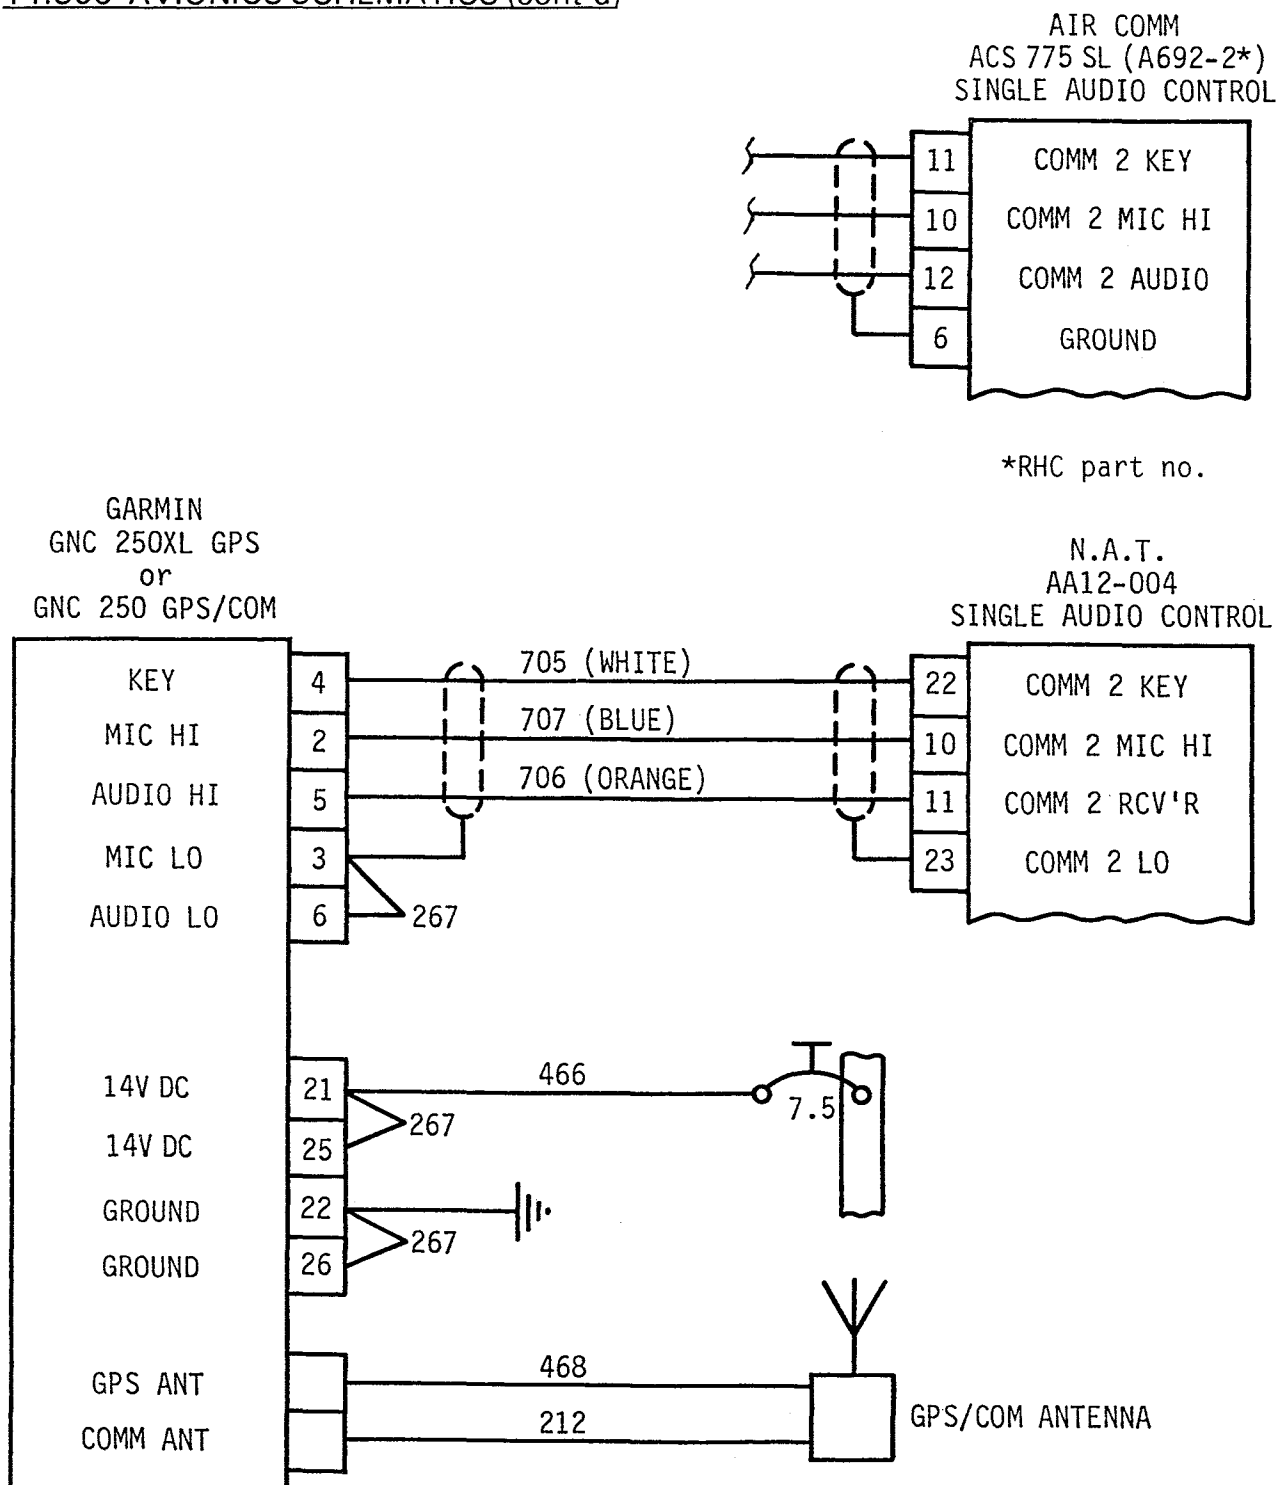 AVIONICS SCHEMATICS (cont'd)
AIR COMM
ACS 775 SL (A692-2*)
SINGLE AUDIO CONTROL
11 COMM 2 KEY
10 COMM 2 MIC HI
12 COMM 2 AUDIO
6 GROUND
*RHC part no.
GARMIN
GNC 250XL GPS
or
GNC 250 GPS/COM
N.A.T.
AA12-004
SINGLE AUDIO CONTROL
KEY 4 705 (WHITE) 22 COMM 2 KEY
MIC HI 2 707 (BLUE) 10 COMM 2 MIC HI
AUDIO HI 5 706 (ORANGE) 11 COMM 2 RCV'R
MIC LO 3 23 COMM 2 LO
AUDIO LO 6 267
14V DC 21 466 7.5
267
14V DC 25
GROUND 22
267
GROUND 26
GPS ANT 468
GPS/COM ANTENNA
COMM ANT 212